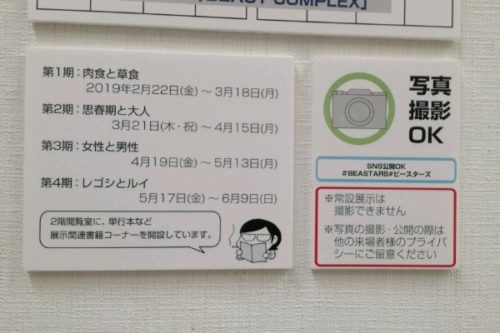 『BEAST COMPLEX』
第1期：肉食と草食
2019年2月22日(金)～3月18日(月)
第2期：思春期と大人
3月21日(木・祝)～4月15日(月)
第3期：女性と男性
4月19日(金)～5月13日(月)
第4期：レゴシとルイ
5月17日(金)～6月9日(日)
2階閲覧室に、単行本など
展示関連書籍コーナーを開設しています。
写真
撮影
OK
SNS公開OK
#BEASTARS#ビースターズ
※常設展示は
撮影できません
※写真の撮影・公開の際は
他の来場者様のプライバ
シーにご留意ください